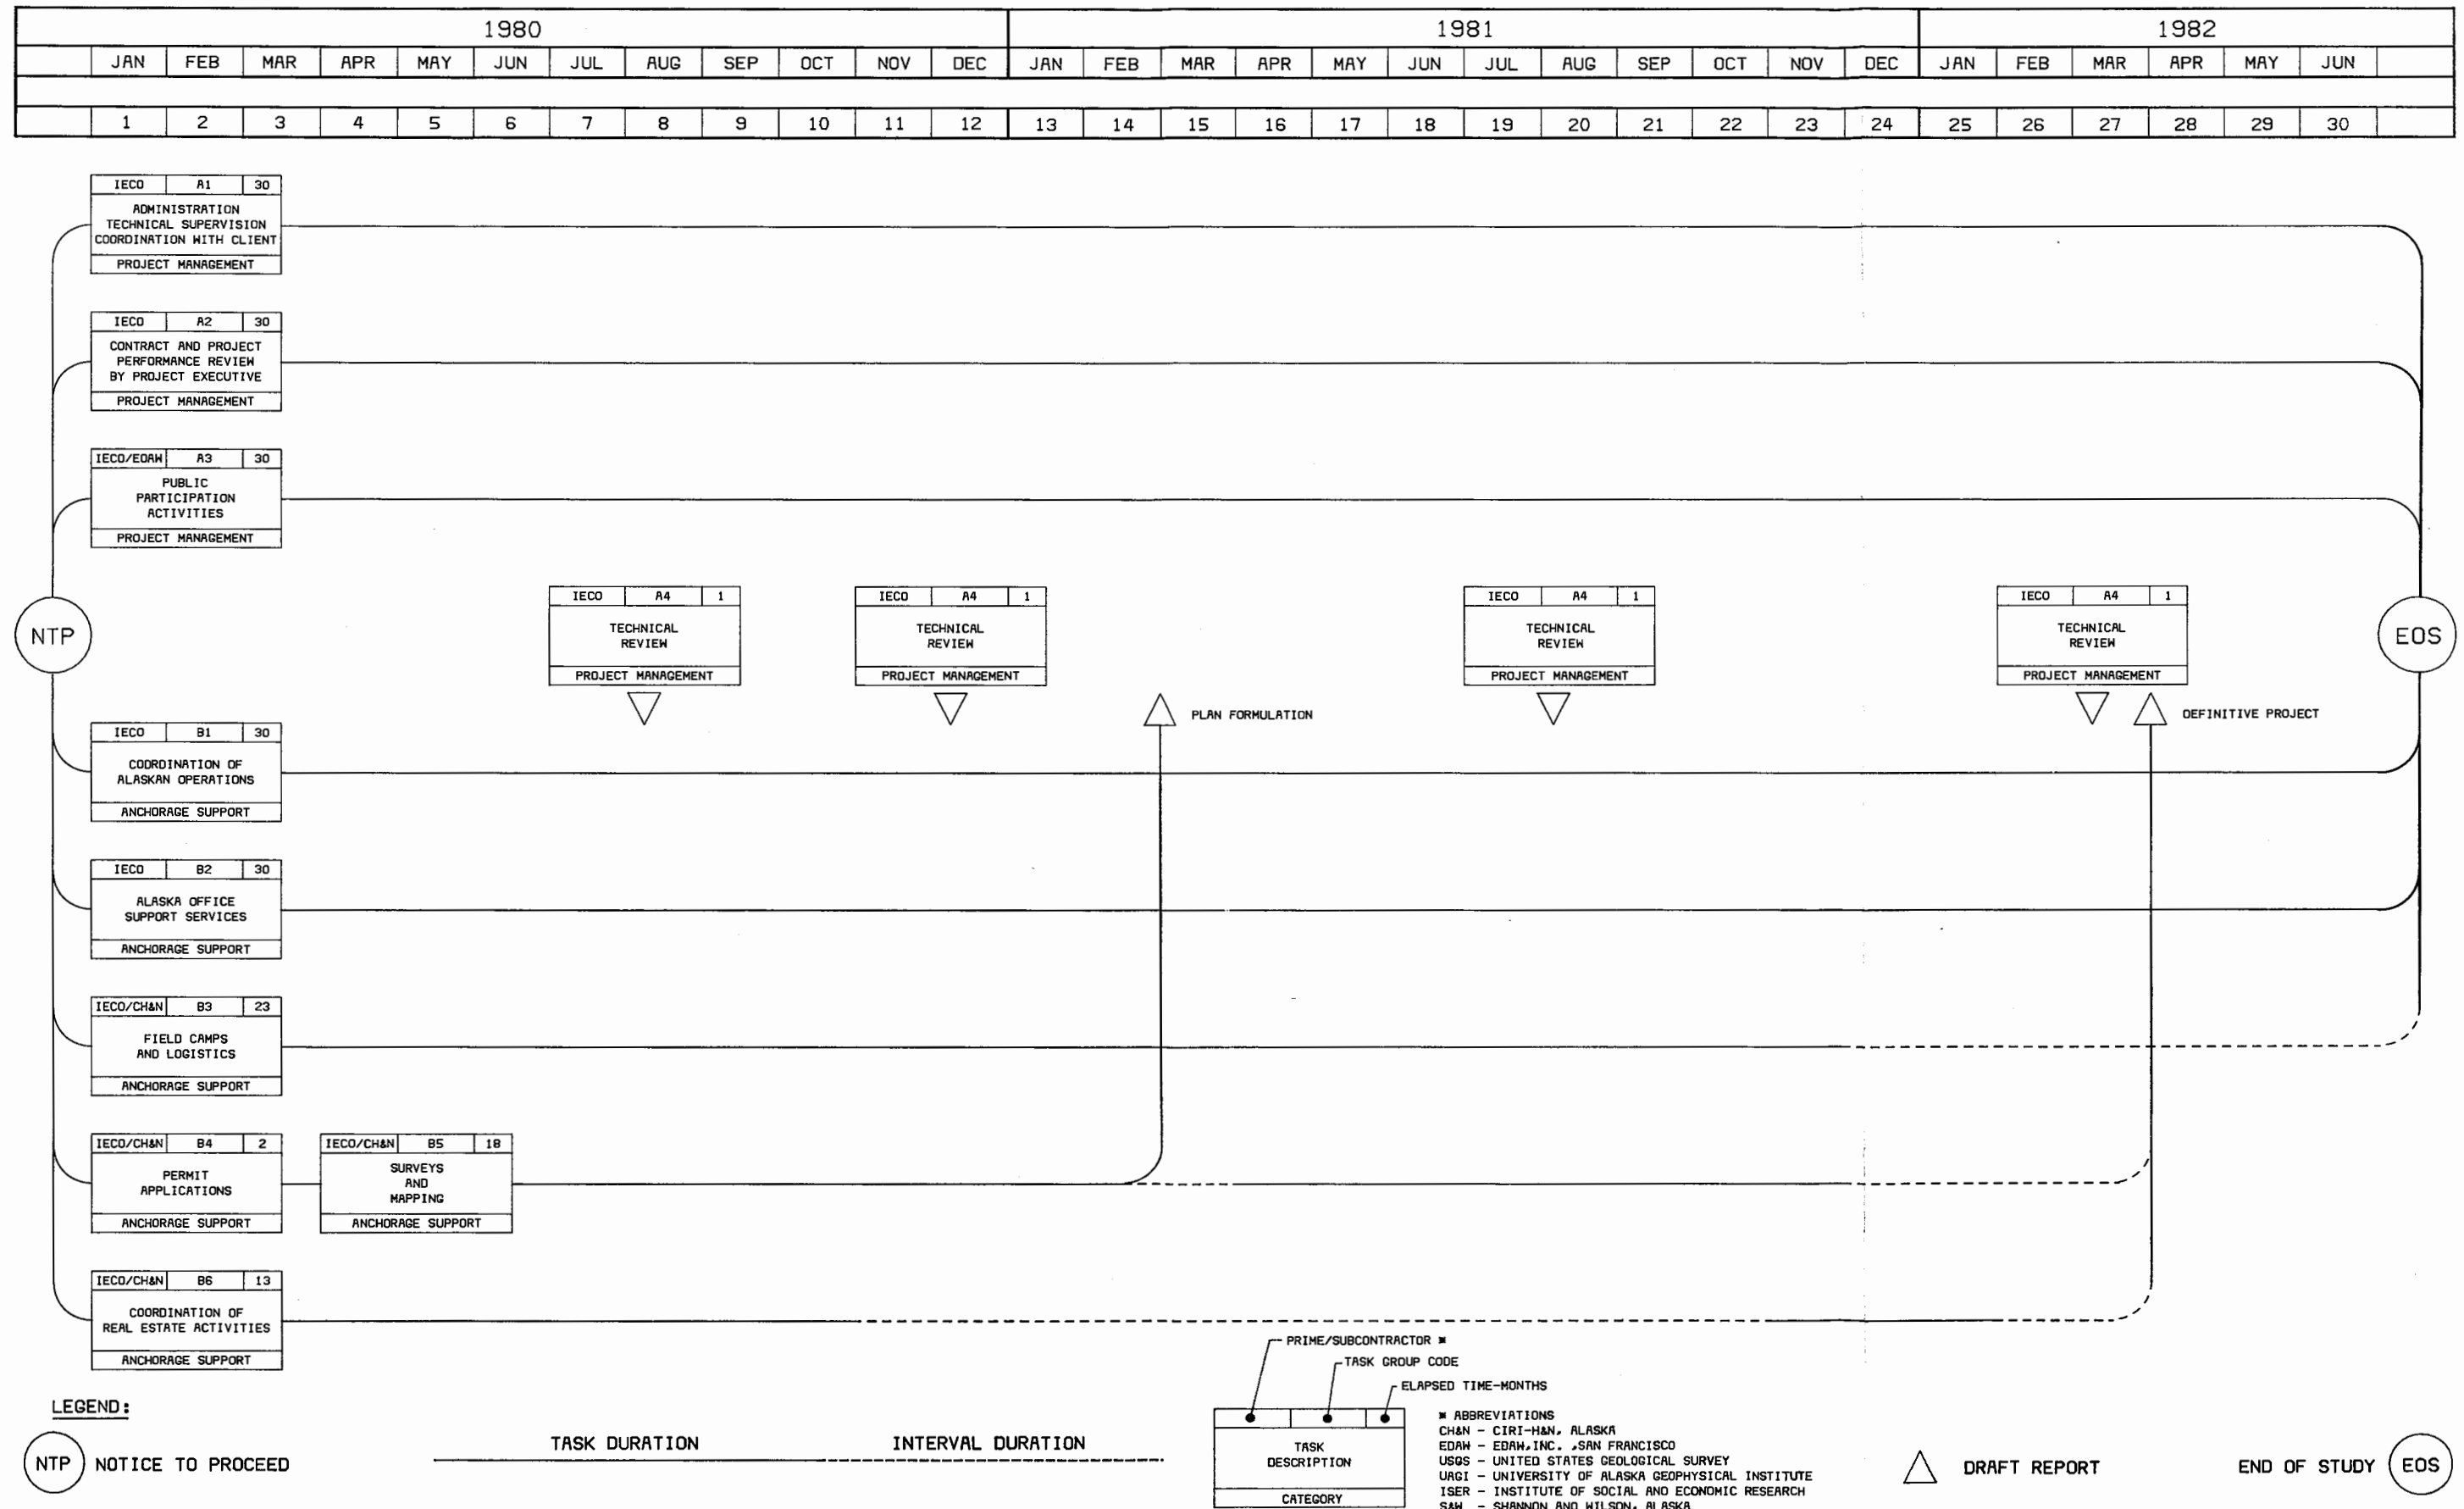 1980 1981 1982
JAN FEB MAR APR MAY JUN JUL AUG SEP OCT NOV DEC JAN FEB MAR APR MAY JUN JUL AUG SEP OCT NOV DEC JAN FEB MAR APR MAY JUN
1 2 3 4 5 6 7 8 9 10 11 12 13 14 15 16 17 18 19 20 21 22 23 24 25 26 27 28 29 30
IECO A1 30
ADMINISTRATION
TECHNICAL SUPERVISION
COORDINATION WITH CLIENT
PROJECT MANAGEMENT
IECO A2 30
CONTRACT AND PROJECT
PERFORMANCE REVIEW
BY PROJECT EXECUTIVE
PROJECT MANAGEMENT
IECO/EDAW A3 30
PUBLIC
PARTICIPATION
ACTIVITIES
PROJECT MANAGEMENT
NTP
IECO A4 1
TECHNICAL
REVIEW
PROJECT MANAGEMENT
IECO A4 1
TECHNICAL
REVIEW
PROJECT MANAGEMENT
IECO A4 1
TECHNICAL
REVIEW
PROJECT MANAGEMENT
IECO A4 1
TECHNICAL
REVIEW
PROJECT MANAGEMENT
EOS
PLAN FORMULATION
DEFINITIVE PROJECT
IECO B1 30
COORDINATION OF
ALASKAN OPERATIONS
ANCHORAGE SUPPORT
IECO B2 30
ALASKA OFFICE
SUPPORT SERVICES
ANCHORAGE SUPPORT
IECO/CH&N B3 23
FIELD CAMPS
AND LOGISTICS
ANCHORAGE SUPPORT
IECO/CH&N B4 2
PERMIT
APPLICATIONS
ANCHORAGE SUPPORT
IECO/CH&N B5 18
SURVEYS
AND
MAPPING
ANCHORAGE SUPPORT
IECO/CH&N B6 13
COORDINATION OF
REAL ESTATE ACTIVITIES
ANCHORAGE SUPPORT
LEGEND:
NTP NOTICE TO PROCEED
TASK DURATION INTERVAL DURATION
PRIME/SUBCONTRACTOR *
TASK GROUP CODE
ELAPSED TIME-MONTHS
TASK
DESCRIPTION
CATEGORY
* ABBREVIATIONS
CH&N - CIRI-H&N, ALASKA
EDAW - EDAW,INC. ,SAN FRANCISCO
USGS - UNITED STATES GEOLOGICAL SURVEY
UAGI - UNIVERSITY OF ALASKA GEOPHYSICAL INSTITUTE
ISER - INSTITUTE OF SOCIAL AND ECONOMIC RESEARCH
S&W - SHANNON AND WILSON, ALASKA
DRAFT REPORT
END OF STUDY EOS